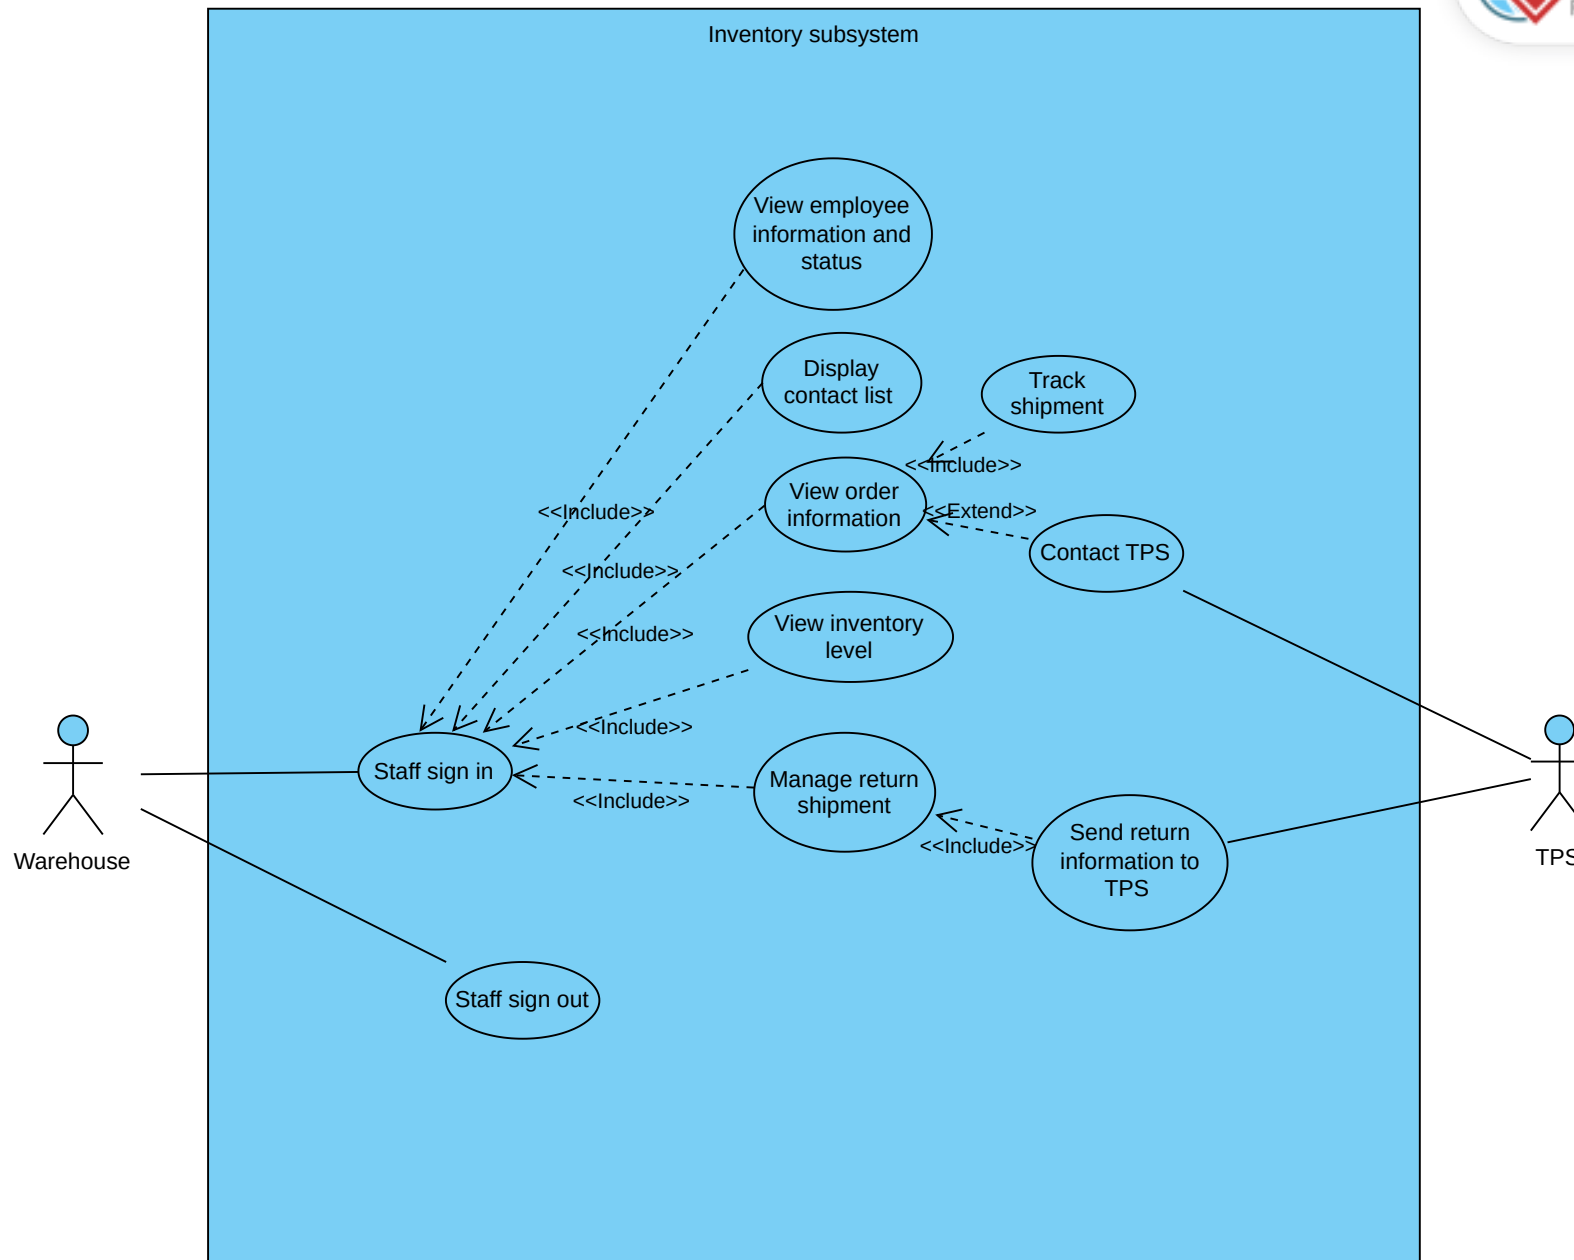 Inventory subsystem
View employee
information and
status
Display
contact list
Track
shipment
<<Include>>
View order
information
<<Extend>>
<<Include>>
Contact TPS
<<Include>>
View inventory
level
<<Include>>
<<Include>>
Staff sign in
Manage return
shipment
<<Include>>
Send return
information to
TPS
<<Include>>
Warehouse
TPS
Staff sign out